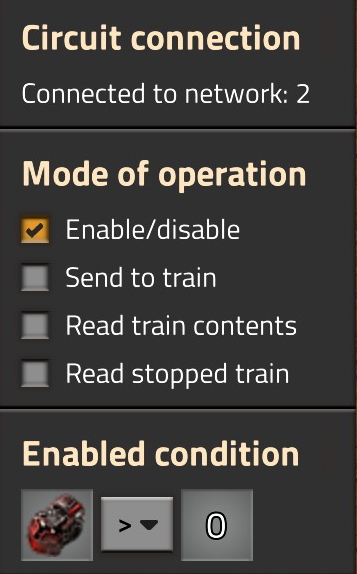 Circuit connection
Connected to network: 2
Mode of operation
Enable/disable
Send to train
Read train contents
Read stopped train
Enabled condition
> 0